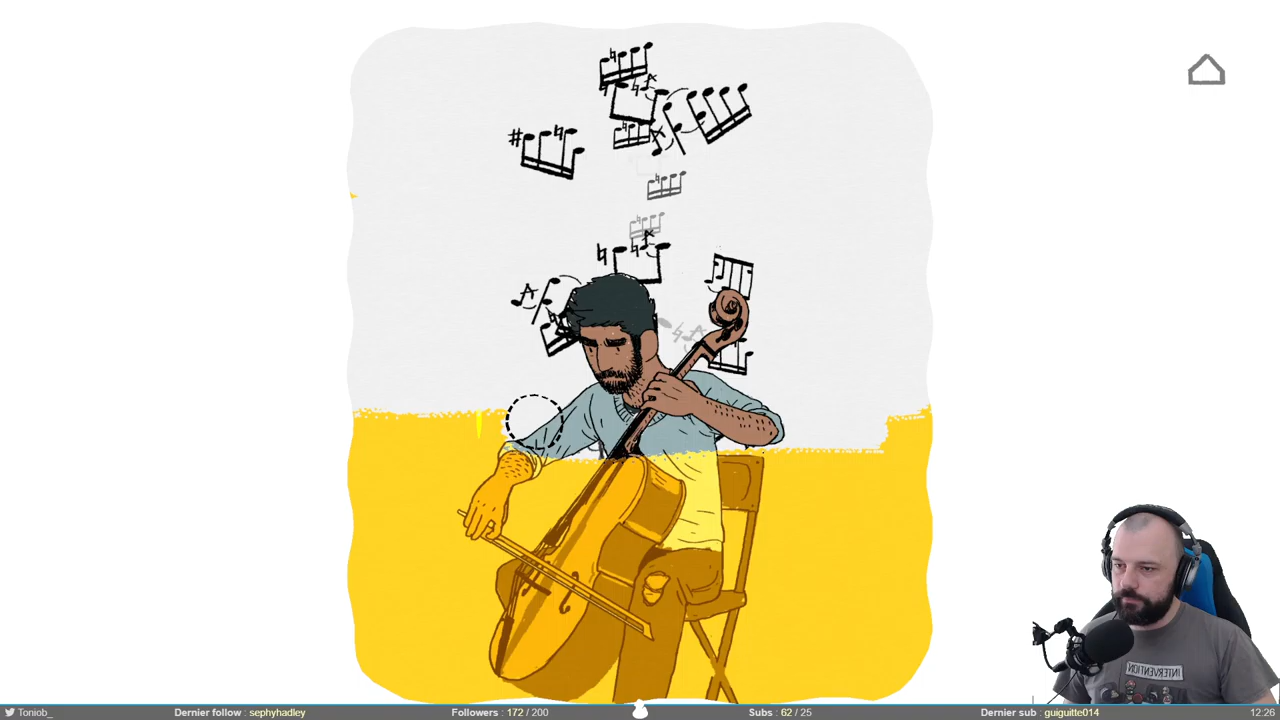 INTERVENTION
Toniob_ Dernier follow : sephyhadley Followers : 172 / 200 Subs : 62 / 25 Dernier sub : guiguitte014 12:26